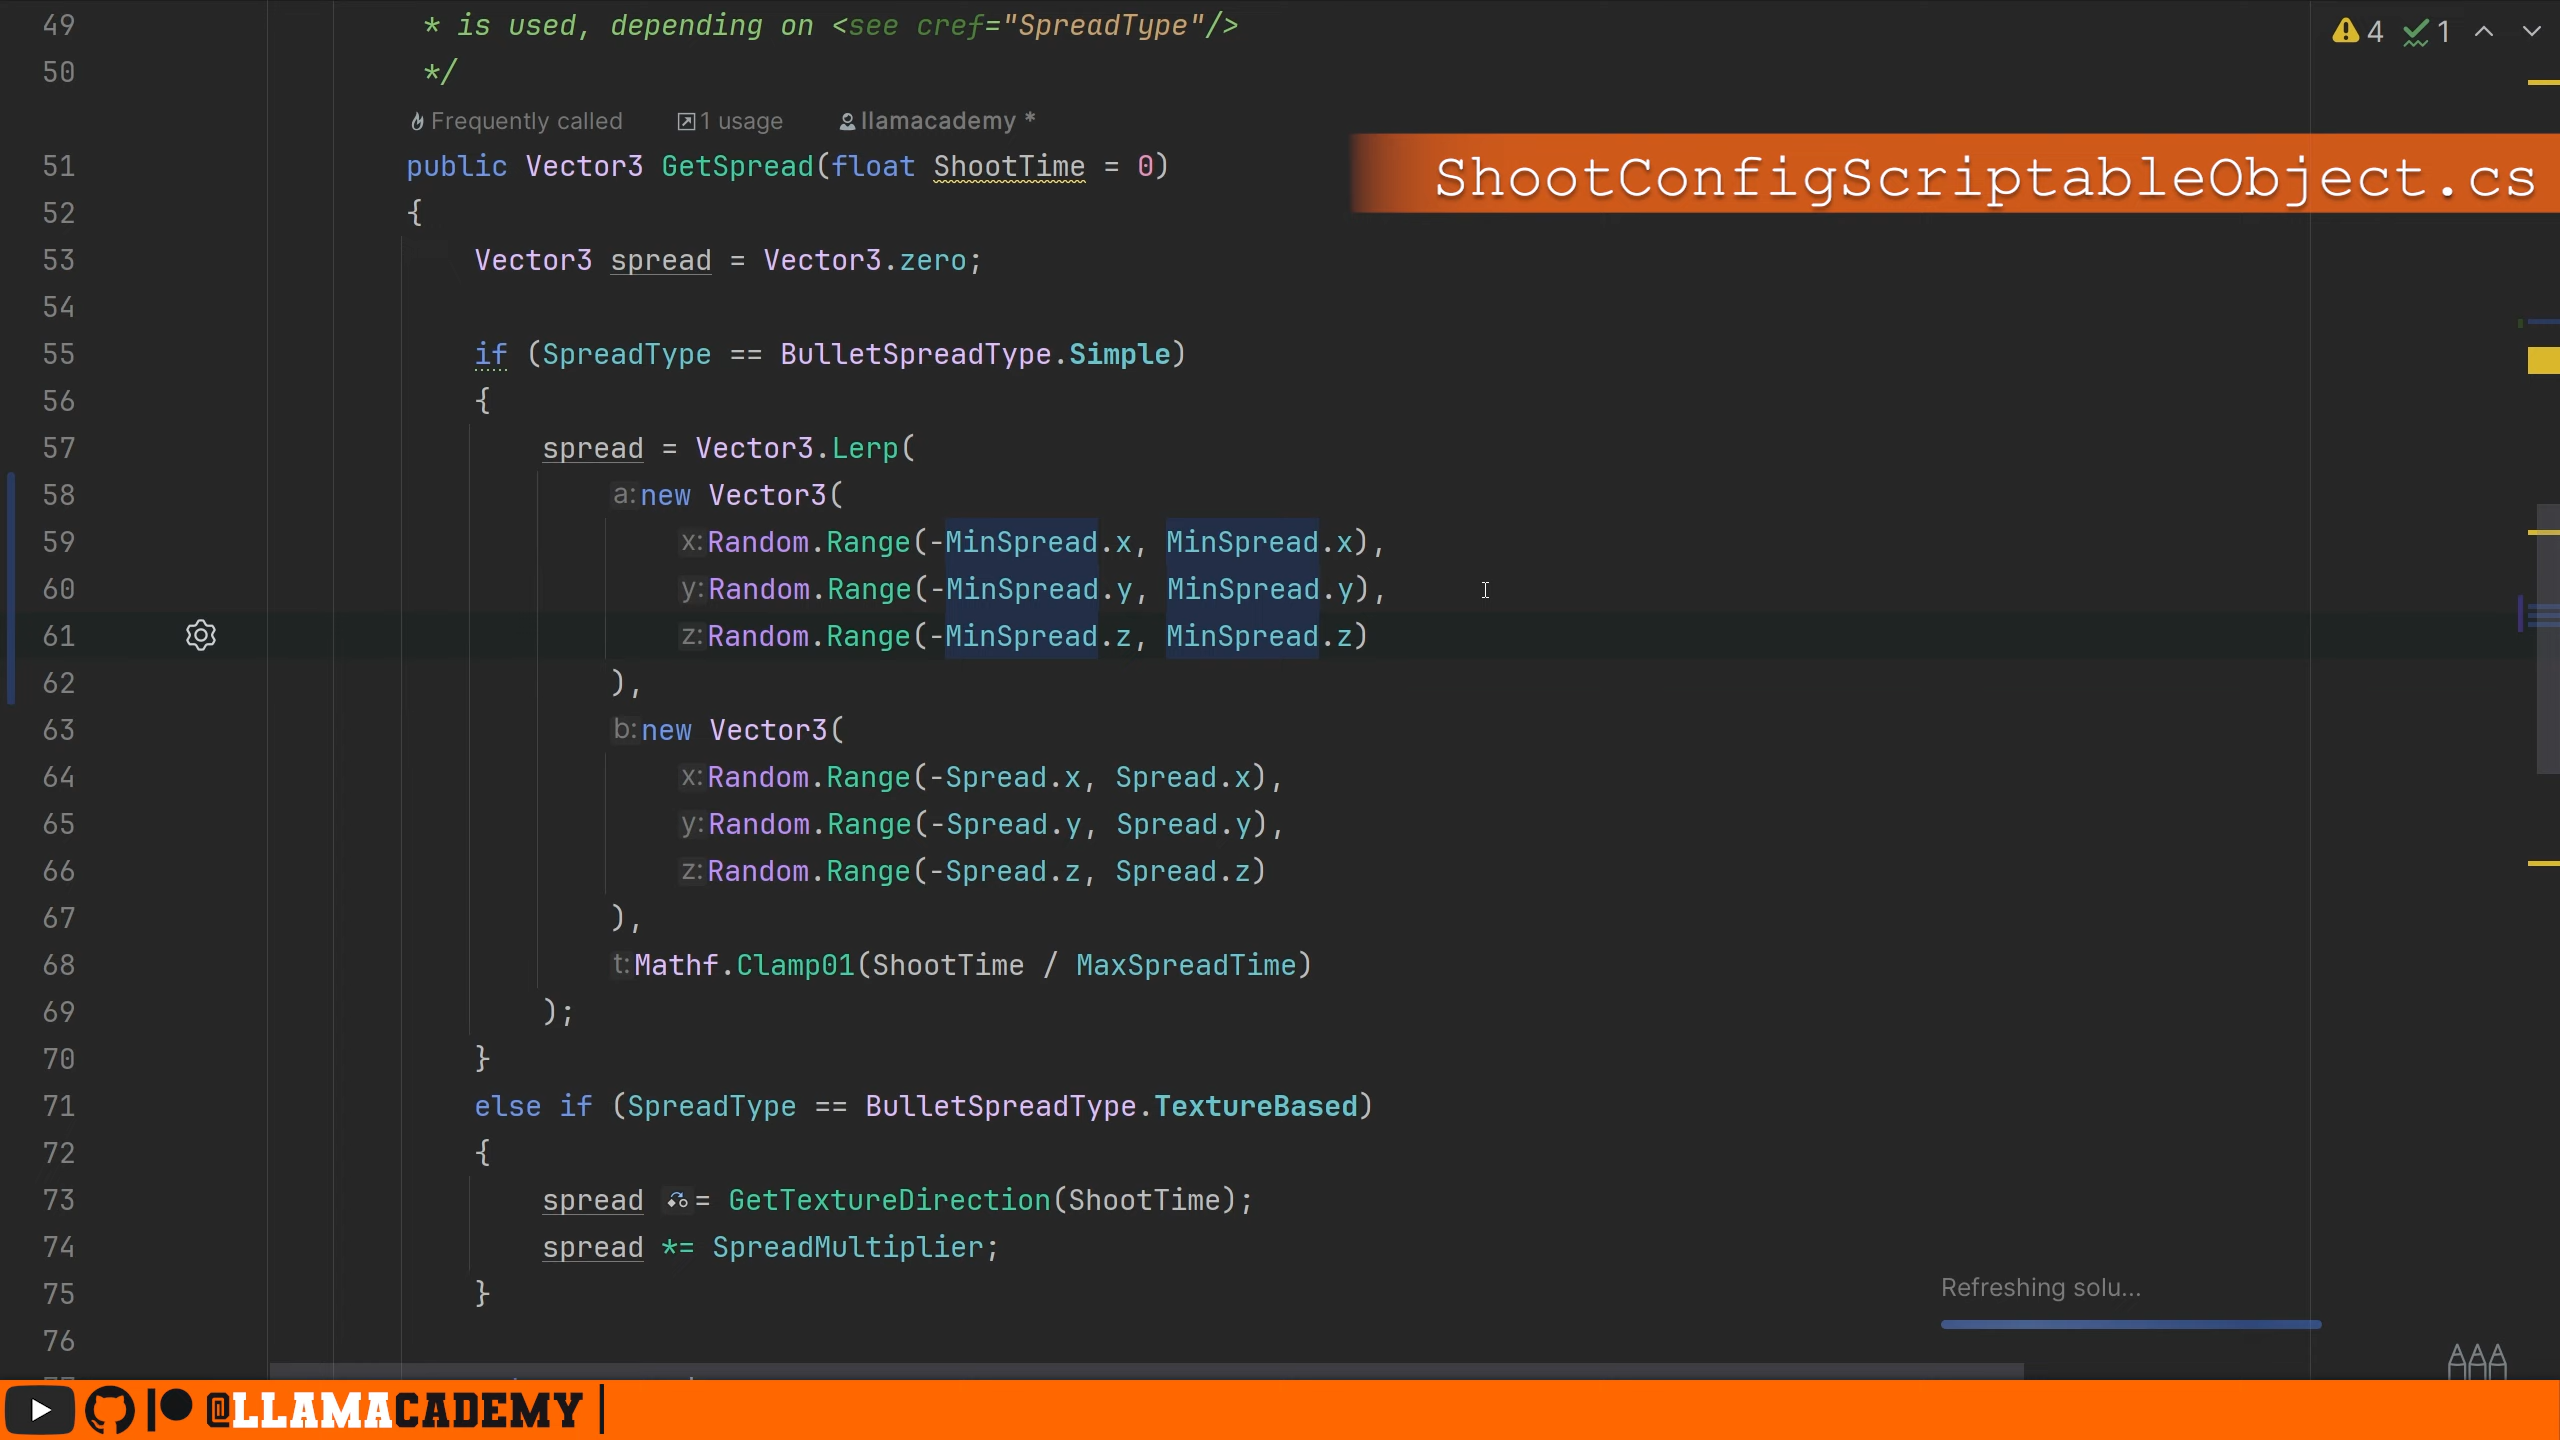 49 * is used, depending on <see cref="SpreadType"/>
4 1
50 */
Frequently called 1 usage llamacademy *
51 public Vector3 GetSpread(float ShootTime = 0)
ShootConfigScriptableObject.cs
52 {
53 Vector3 spread = Vector3.zero;
54
55 if (SpreadType == BulletSpreadType.Simple)
56 {
57 spread = Vector3.Lerp(
58 a:new Vector3(
59 x:Random.Range(-MinSpread.x, MinSpread.x),
60 y:Random.Range(-MinSpread.y, MinSpread.y),
61 z:Random.Range(-MinSpread.z, MinSpread.z)
62 ),
63 b:new Vector3(
64 x:Random.Range(-Spread.x, Spread.x),
65 y:Random.Range(-Spread.y, Spread.y),
66 z:Random.Range(-Spread.z, Spread.z)
67 ),
68 t:Mathf.Clamp01(ShootTime / MaxSpreadTime)
69 );
70 }
71 else if (SpreadType == BulletSpreadType.TextureBased)
72 {
73 spread = GetTextureDirection(ShootTime);
74 spread *= SpreadMultiplier;
75 }
Refreshing solu...
76
@LLAMACADEMY